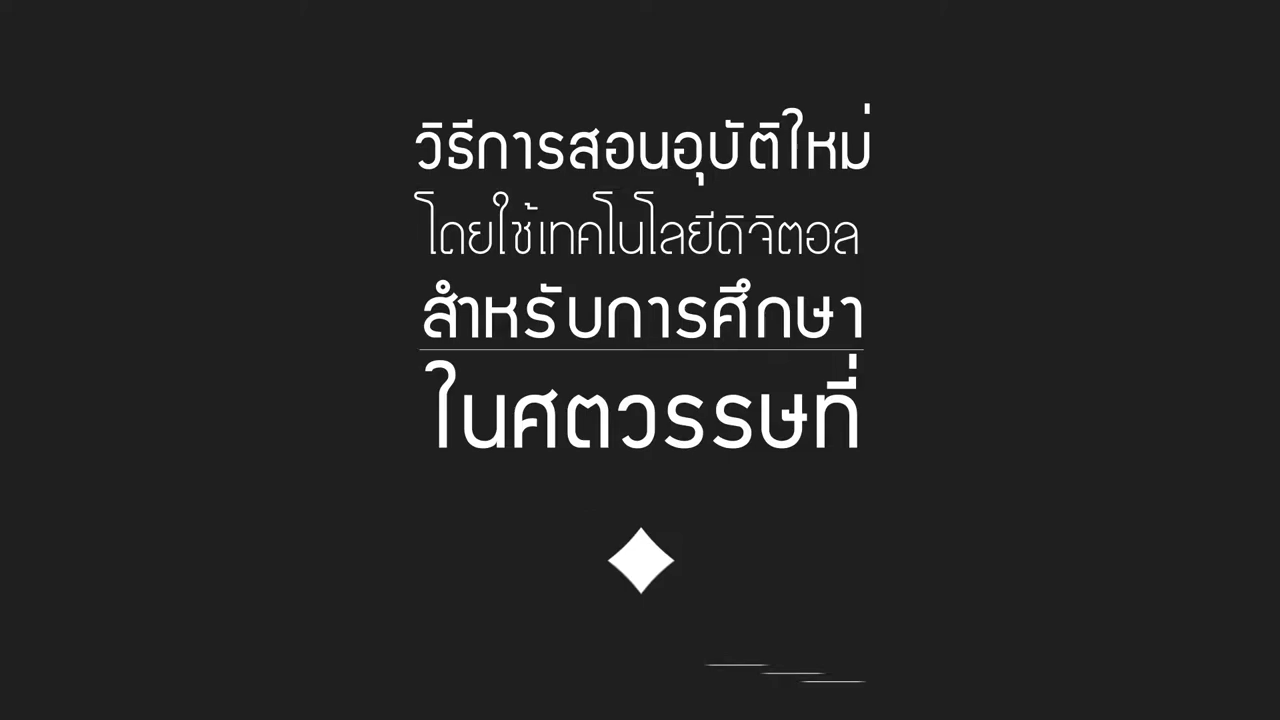 วิธีการสอนอุบัติใหม่
โดยใช้เทคโนโลยีดิจิตอล
สำหรับการศึกษา
ในศตวรรษที่